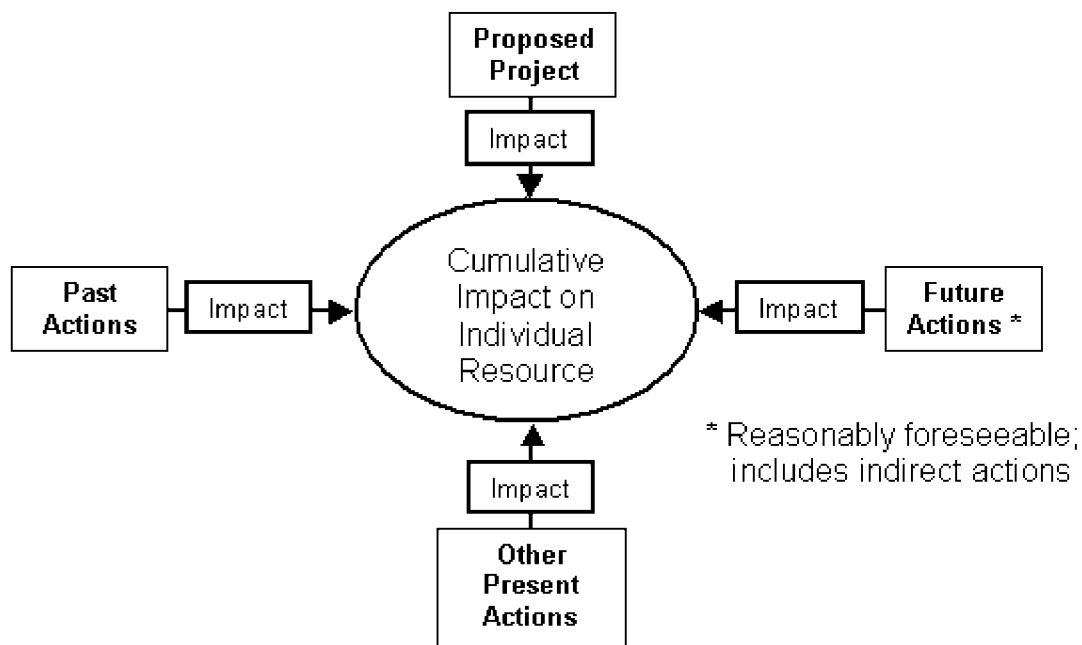 Proposed
Project
Impact
Past
Actions
Impact
Cumulative
Impact on
Individual
Resource
Impact
Future
Actions *
* Reasonably foreseeable;
includes indirect actions
Impact
Other
Present
Actions